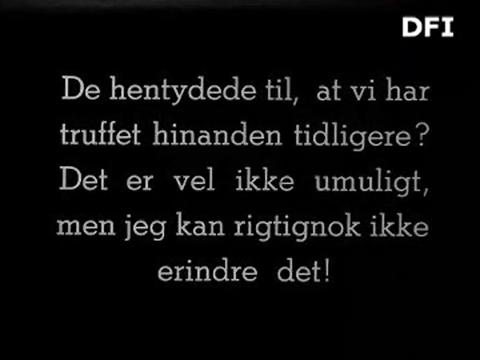 DFI
De hentydede til, at vi har
truffet hinanden tidligere?
Det er vel ikke umuligt,
men jeg kan rigtignok ikke
erindre det!